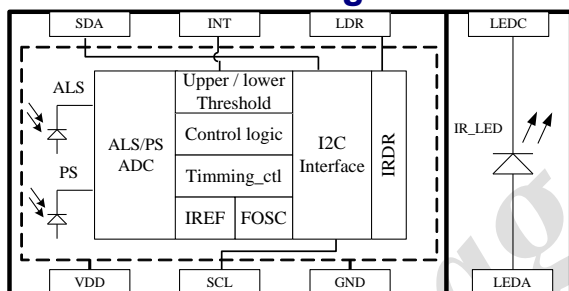 SDA INT LDR LEDC
ALS
PS
ALS/PS
ADC
Upper / lower
Threshold
Control logic
Timming_ctl
IREF FOSC
I2C
Interface
IRDR
IR_LED
VDD SCL GND LEDA